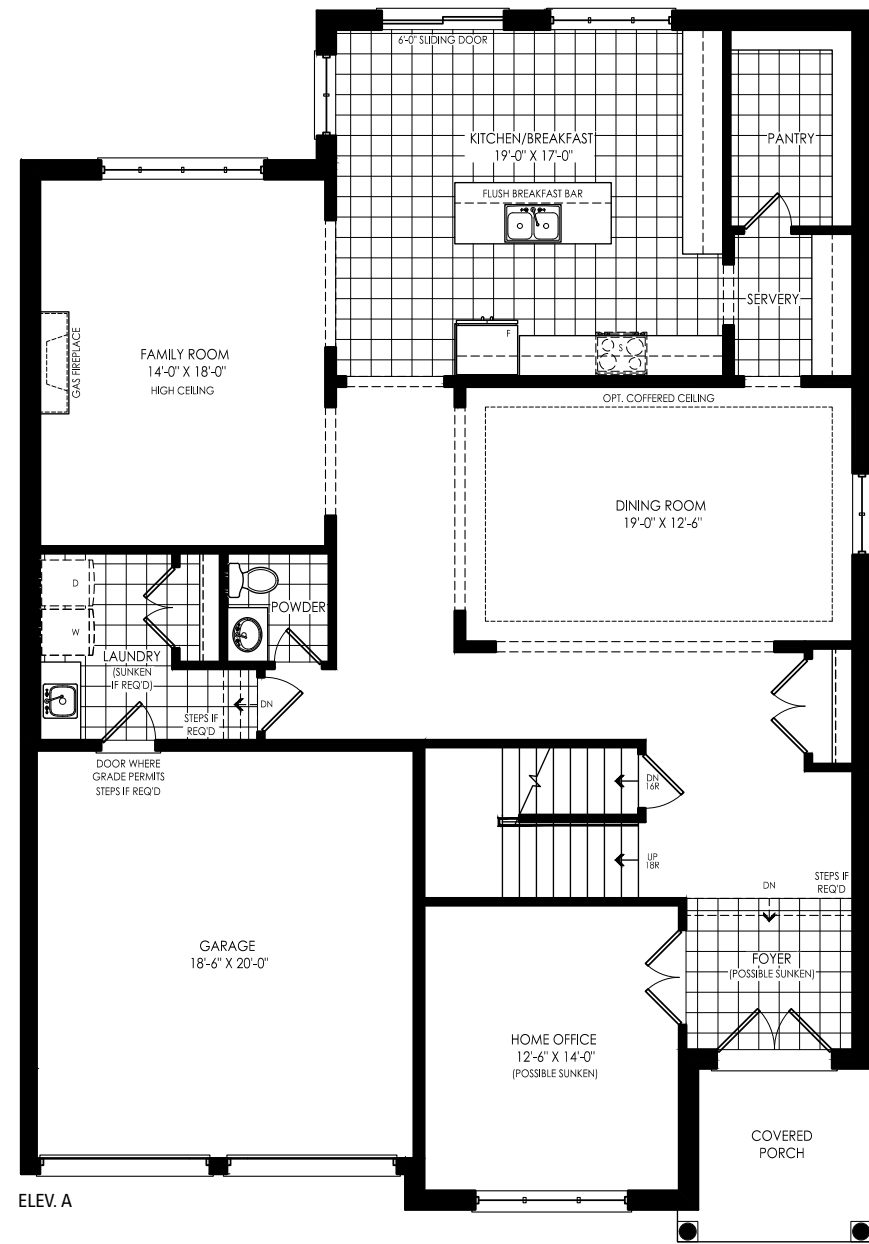 6'-0" SLIDING DOOR
KITCHEN/BREAKFAST
19'-0" X 17'-0"
PANTRY
FLUSH BREAKFAST BAR
SERVERY
F
S
GAS FIREPLACE
FAMILY ROOM
14'-0" X 18'-0"
HIGH CEILING
OPT. COFFERED CEILING
DINING ROOM
19'-0" X 12'-6"
D
W
POWDER
LAUNDRY
(SUNKEN
IF REQ'D)
STEPS IF
REQ'D
DN
DOOR WHERE
GRADE PERMITS
STEPS IF REQ'D
DN
16R
UP
18R
DN
STEPS IF
REQ'D
GARAGE
18'-6" X 20'-0"
FOYER
(POSSIBLE SUNKEN)
HOME OFFICE
12'-6" X 14'-0"
(POSSIBLE SUNKEN)
COVERED
PORCH
ELEV. A